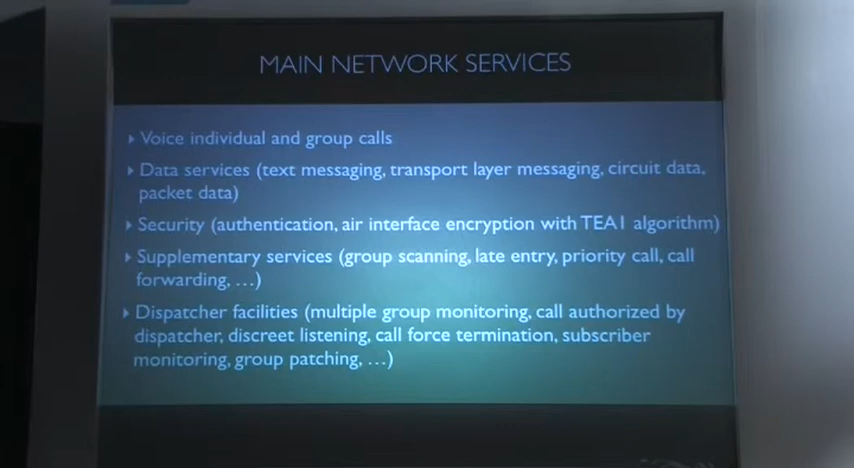 MAIN NETWORK SERVICES
Voice individual and group calls
Data services (text messaging, transport layer messaging, circuit data,
packet data)
Security (authentication, air interface encryption with TEA1 algorithm)
Supplementary services (group scanning, late entry, priority call, call
forwarding, ...)
Dispatcher facilities (multiple group monitoring, call authorized by
dispatcher, discreet listening, call force termination, subscriber
monitoring, group patching, ...)